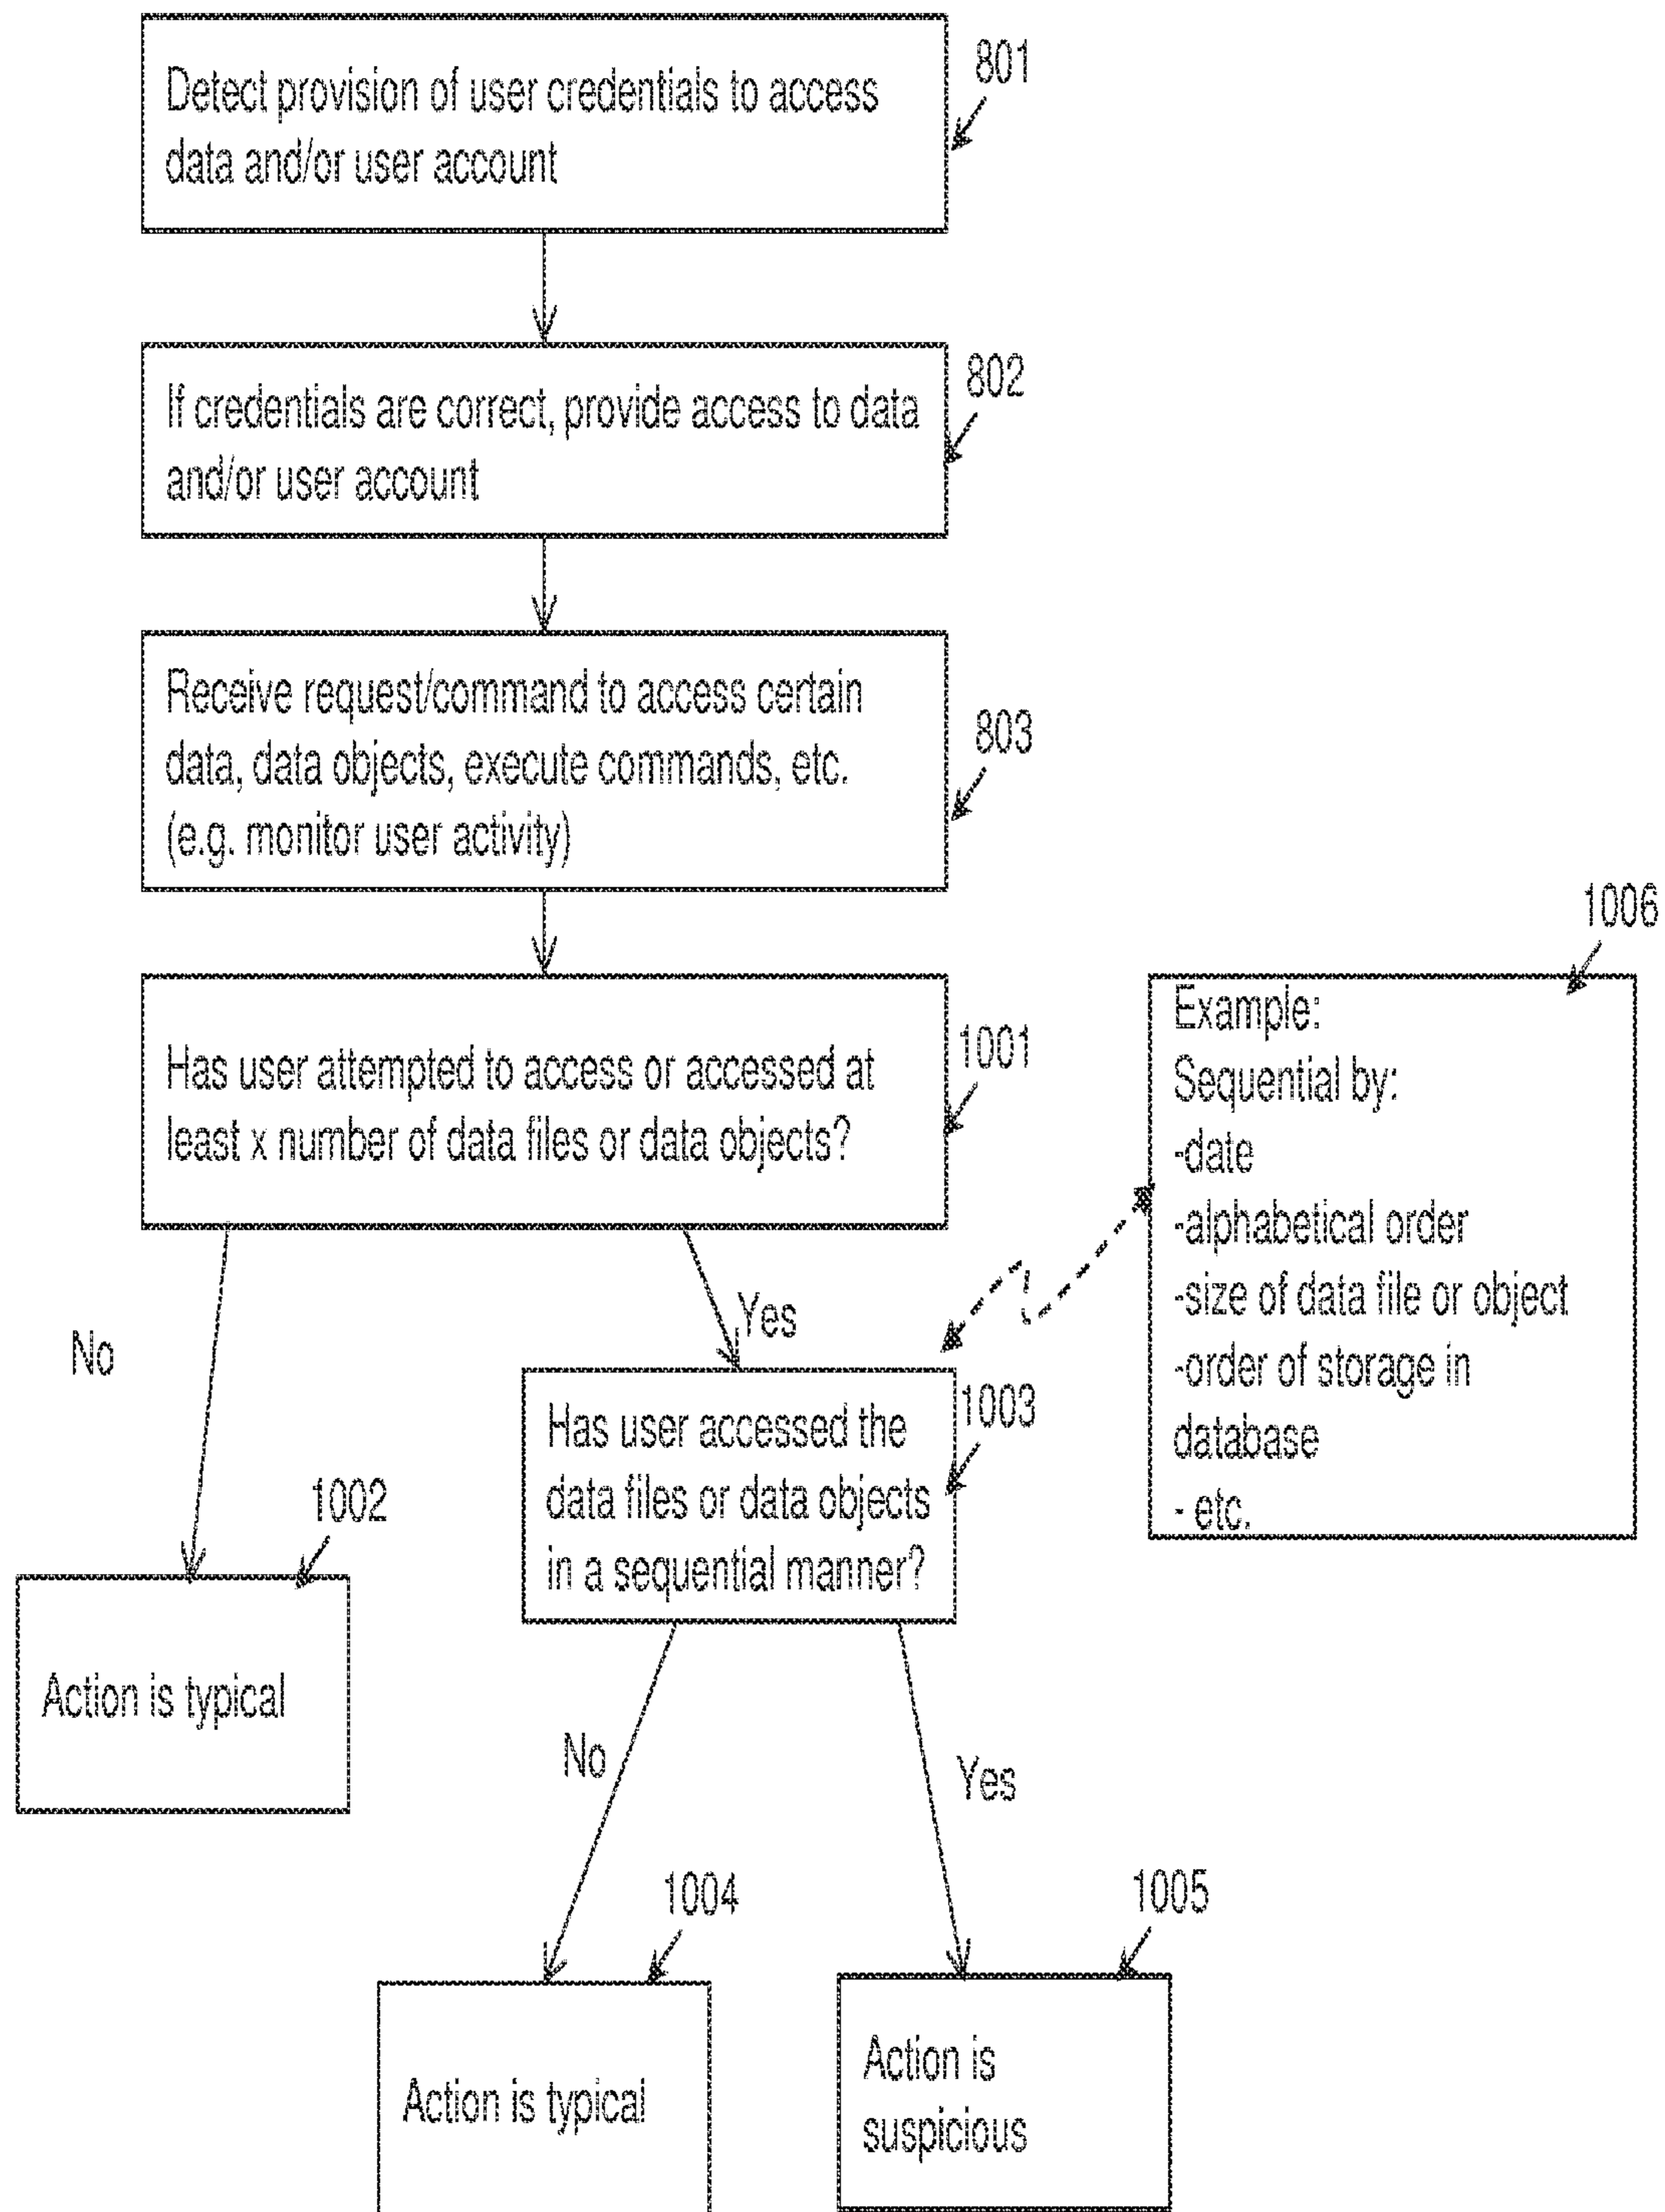 801
Detect provision of user credentials to access
data and/or user account
802
If credentials are correct, provide access to data
and/or user account
Receive request/command to access certain
data, data objects, execute commands, etc.
(e.g. monitor user activity)
803
1006
Has user attempted to access or accessed at
least x number of data files or data objects?
1001
Example:
Sequential by:
-date
-alphabetical order
-size of data file or object
-order of storage in
database
- etc.
No
Yes
Has user accessed the
data files or data objects
in a sequential manner?
1003
1002
Action is typical
No
Yes
1004
1005
Action is typical
Action is
suspicious